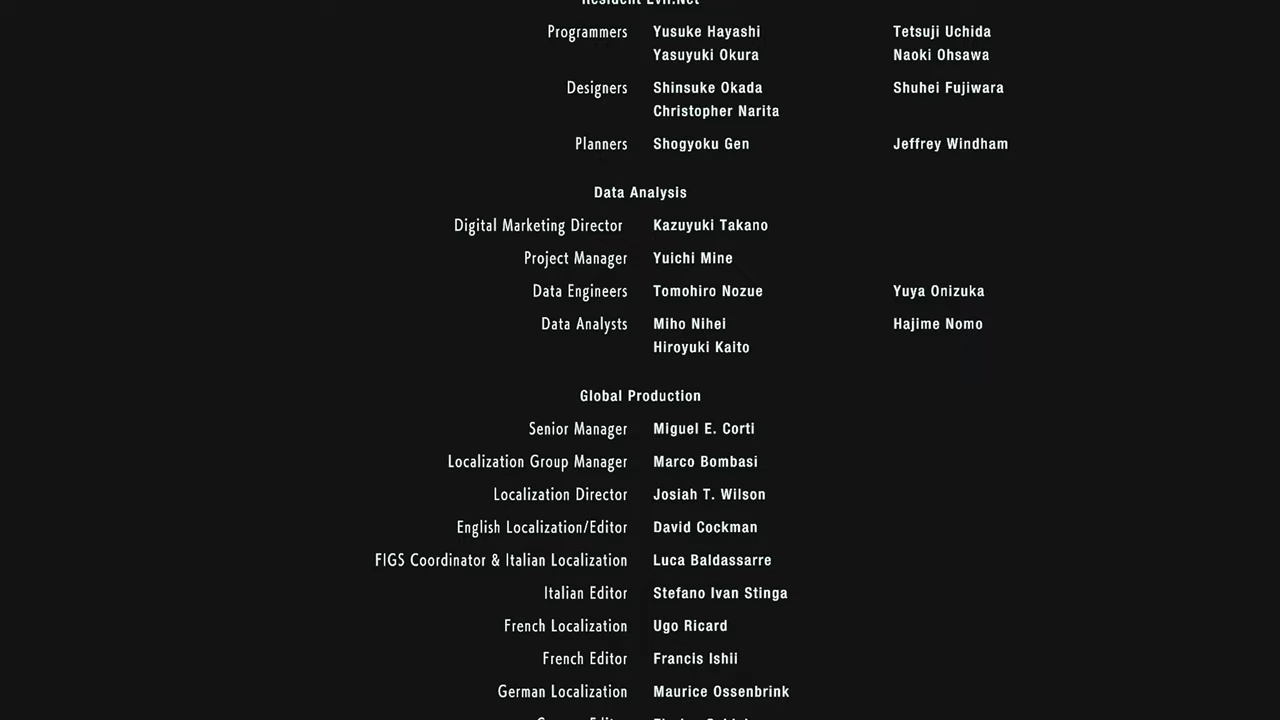 Resident Evil.Net
Programmers Yusuke Hayashi Tetsuji Uchida
Yasuyuki Okura Naoki Ohsawa
Designers Shinsuke Okada Shuhei Fujiwara
Christopher Narita
Planners Shogyoku Gen Jeffrey Windham
Data Analysis
Digital Marketing Director Kazuyuki Takano
Project Manager Yuichi Mine
Data Engineers Tomohiro Nozue Yuya Onizuka
Data Analysts Miho Nihei Hajime Nomo
Hiroyuki Kaito
Global Production
Senior Manager Miguel E. Corti
Localization Group Manager Marco Bombasi
Localization Director Josiah T. Wilson
English Localization/Editor David Cockman
FIGS Coordinator & Italian Localization Luca Baldassarre
Italian Editor Stefano Ivan Stinga
French Localization Ugo Ricard
French Editor Francis Ishii
German Localization Maurice Ossenbrink